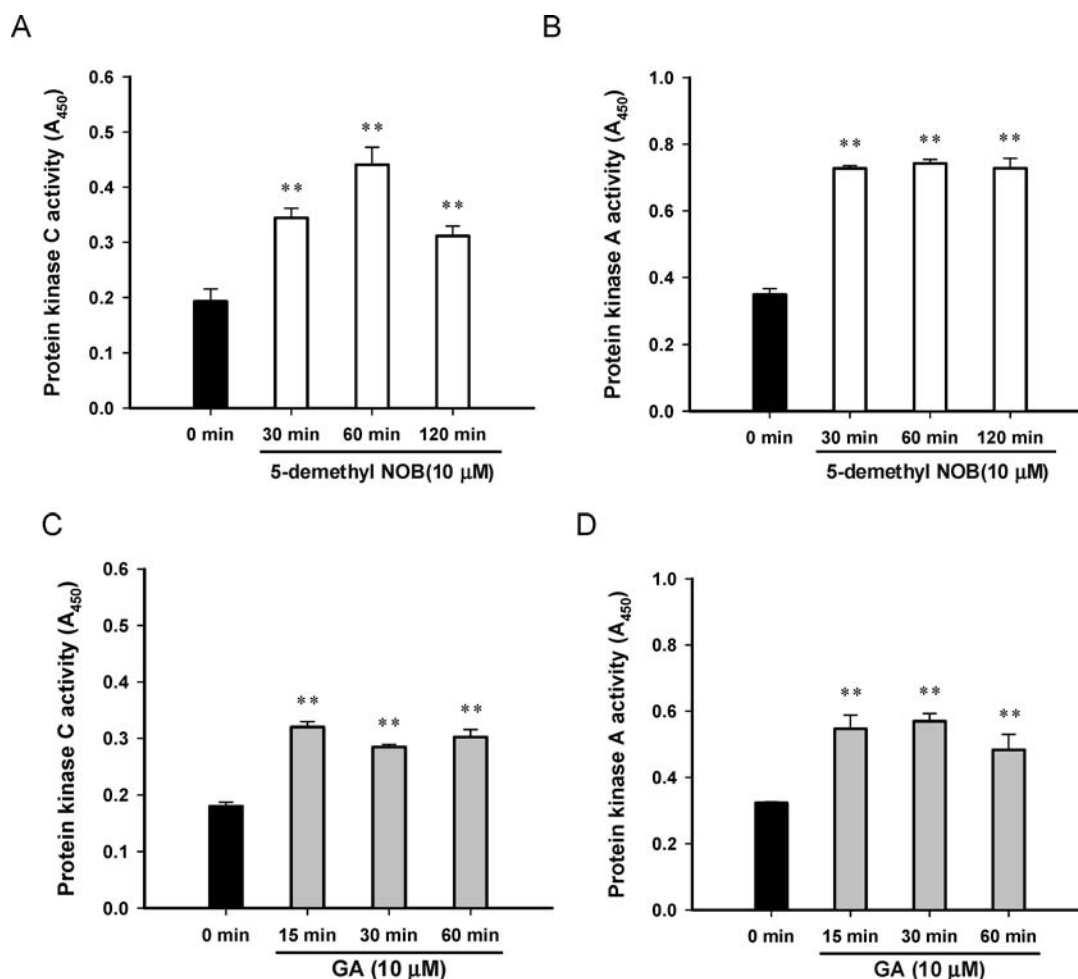 A
Protein kinase C activity (A450)
0.6
0.5
0.4
0.3
0.2
0.1
0.0
**
**
**
0 min 30 min 60 min 120 min
5-demethyl NOB(10 μM)
B
Protein kinase A activity (A450)
1.0
0.8
0.6
0.4
0.2
0.0
** ** **
0 min 30 min 60 min 120 min
5-demethyl NOB(10 μM)
C
Protein kinase C activity (A450)
0.6
0.5
0.4
0.3
0.2
0.1
0.0
** ** **
0 min 15 min 30 min 60 min
GA (10 μM)
D
Protein kinase A activity (A450)
1.0
0.8
0.6
0.4
0.2
0.0
** ** **
0 min 15 min 30 min 60 min
GA (10 μM)